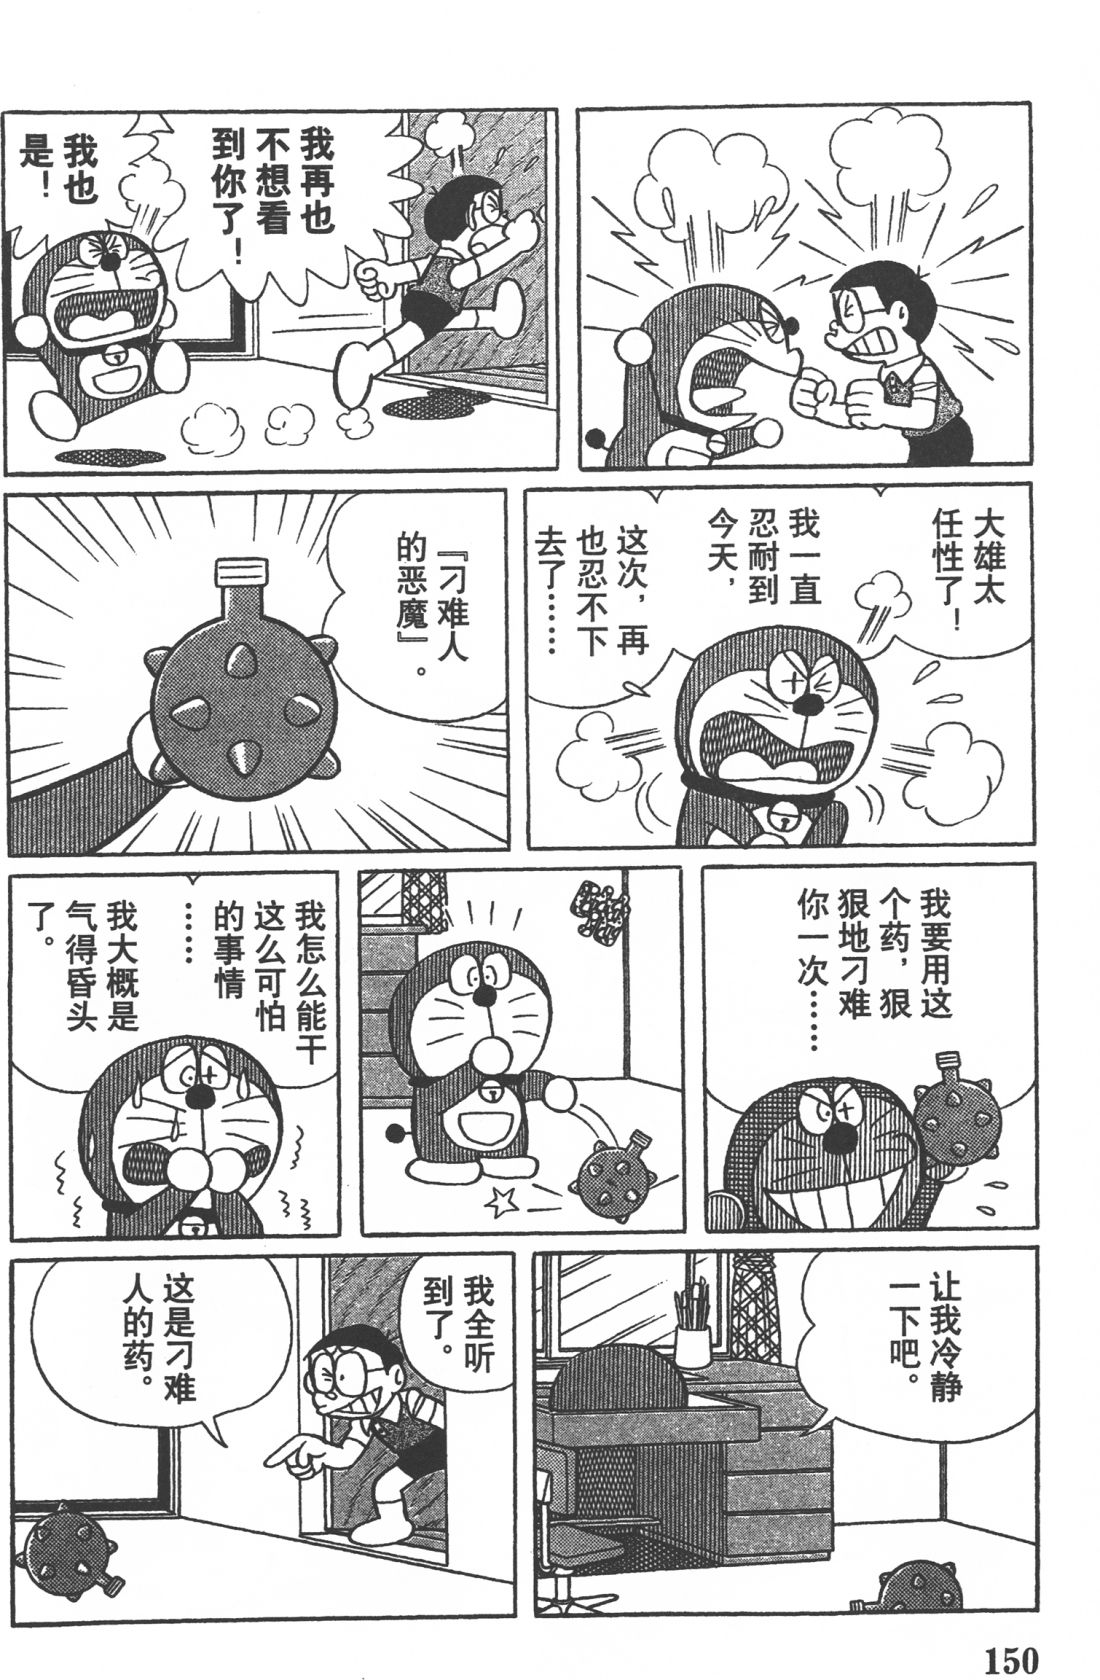 我再也
不想看
到你了！
我也
是！
大雄太
任性了！
我一直
忍耐到
今天，
这次，再
也忍不下
去了……
『刁难人
的恶魔』。
我要用这
个药，狠
狠地刁难
你一次……
我怎么能干
这么可怕
的事情
……
我大概是
气得昏头
了。
让我冷静
一下吧。
我全听
到了。
这是刁难
人的药。
150